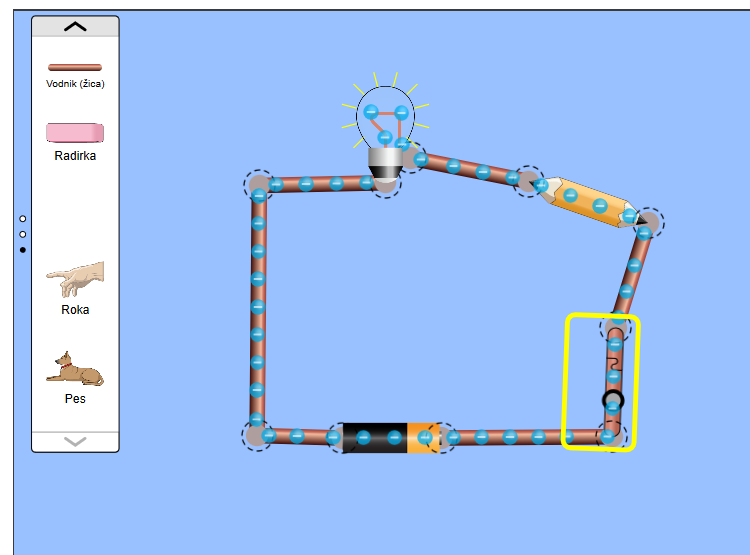 Vodnik (žica)
Radirka
Roka
Pes